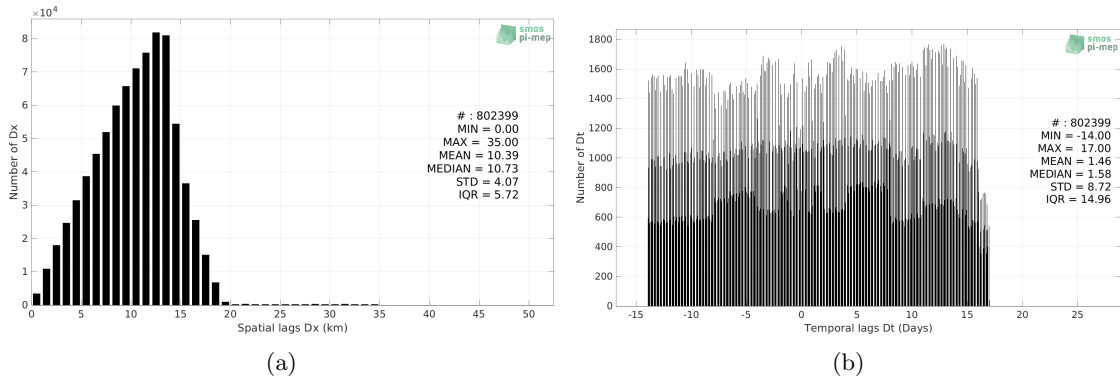 ×10⁴
8
7
6
5
4
3
2
1
0
Number of Dx
smos
pi-mep
# : 802399
MIN = 0.00
MAX = 35.00
MEAN = 10.39
MEDIAN = 10.73
STD = 4.07
IQR = 5.72
0 5 10 15 20 25 30 35 40 45 50
Spatial lags Dx (km)
(a)
1800
1600
1400
1200
1000
800
600
400
200
0
Number of Dt
smos
pi-mep
# : 802399
MIN = -14.00
MAX = 17.00
MEAN = 1.46
MEDIAN = 1.58
STD = 8.72
IQR = 14.96
-15 -10 -5 0 5 10 15 20 25
Temporal lags Dt (Days)
(b)